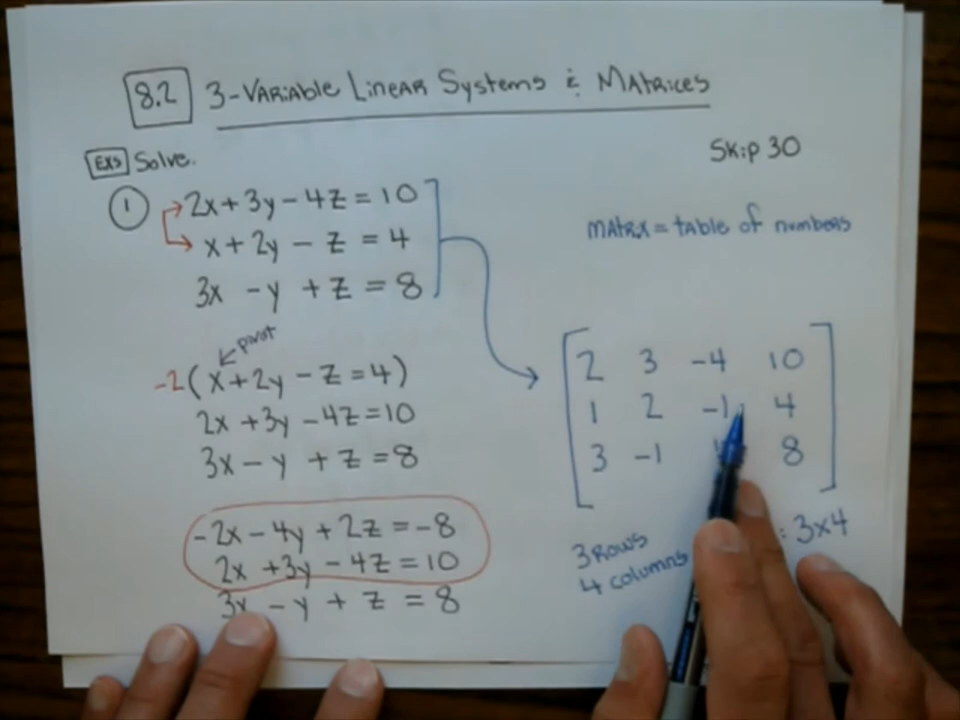 8.2 3-Variable Linear Systems & Matrices
Skip 30
Exs Solve.
1 2x+3y-4z=10
x+2y-z=4
3x-y+z=8
matrx=table of numbers
pivot
-2(x+2y-z=4)
2x+3y-4z=10
3x-y+z=8
-2x-4y+2z=-8
2x+3y-4z=10
3x-y+z=8
2 3 -4 10
1 2 -1 4
3 -1 8
3 Rows
4 columns : 3x4